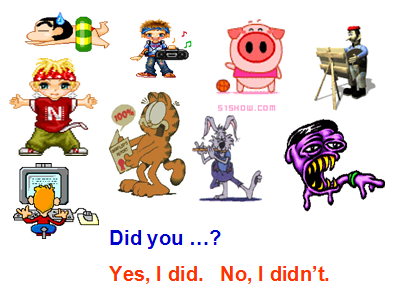 51SHOW.COM
N
100%
Did you …?
Yes, I did. No, I didn't.